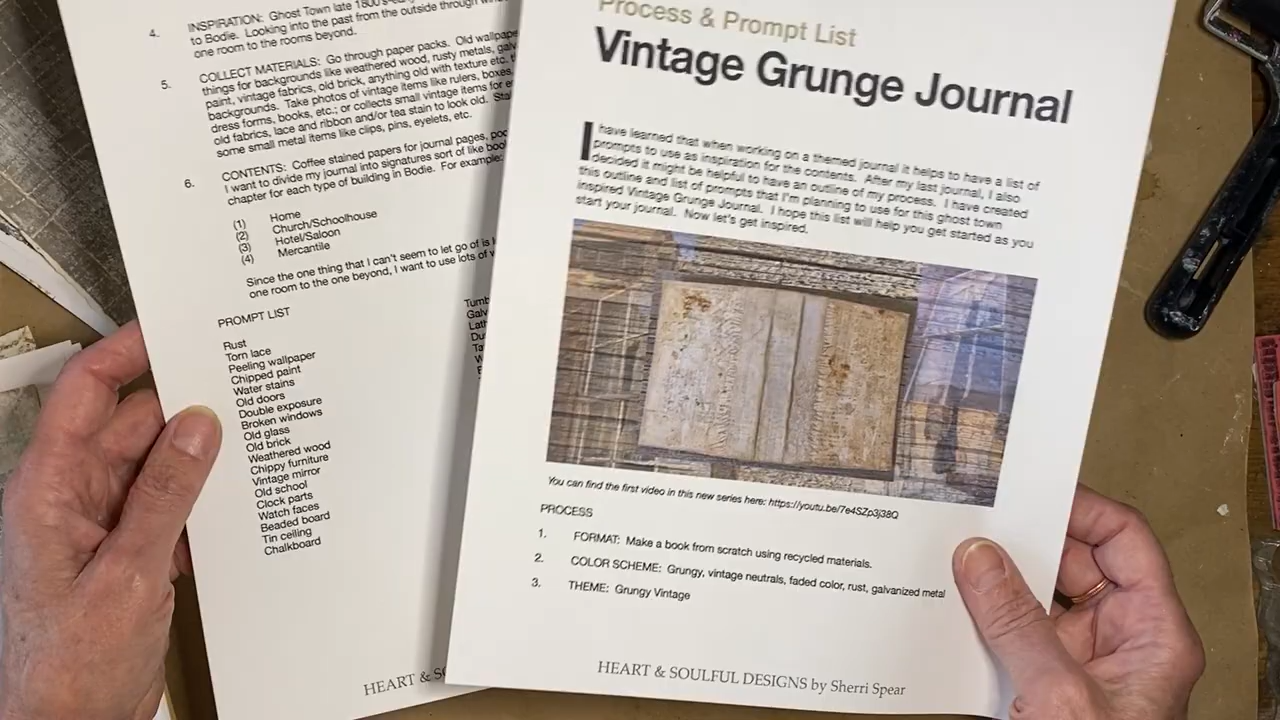 4. INSPIRATION: Ghost Town late 1800's
to Bodie. Looking into the past from the outside through
one room to the rooms beyond.
5. COLLECT MATERIALS: Go through paper packs. Old wallpape
things for backgrounds like weathered wood, rusty metals, galv
paint, vintage fabrics, old brick, anything old with texture etc.
backgrounds. Take photos of vintage items like rulers, boxes,
dress forms, books, etc.; or collects small vintage items for
old fabrics, lace and ribbon and/or tea stain to look old.
some small metal items like clips, pins, eyelets, etc.
6. CONTENTS: Coffee stained papers for journal pages,
I want to divide my journal into signatures sort of like
chapter for each type of building in Bodie. For example:
(1) Home
(2) Church/Schoolhouse
(3) Hotel/Saloon
(4) Mercantile
Since the one thing that I can't seem to let go of is
one room to the one beyond, I want to use lots of
PROMPT LIST
Rust
Torn lace
Peeling wallpaper
Chipped paint
Water stains
Old doors
Double exposure
Broken windows
Old glass
Old brick
Weathered wood
Chippy furniture
Vintage mirror
Old school
Clock parts
Watch faces
Beaded board
Tin ceiling
Chalkboard
Tumb
Galv
Lath
Du
Ta
HEART & SO
Process & Prompt List
Vintage Grunge Journal
I have learned that when working on a themed journal it helps to have a list of
prompts to use as inspiration for the contents. After my last journal, I also
decided it might be helpful to have an outline of my process. I have created
this outline and list of prompts that I'm planning to use for this ghost town
inspired Vintage Grunge Journal. I hope this list will help you get started as you
start your journal. Now let's get inspired.
You can find the first video in this new series here: https://youtu.be/7e4SZp3j38Q
PROCESS
1. FORMAT: Make a book from scratch using recycled materials.
2. COLOR SCHEME: Grungy, vintage neutrals, faded color, rust, galvanized metal
3. THEME: Grungy Vintage
HEART & SOULFUL DESIGNS by Sherri Spear